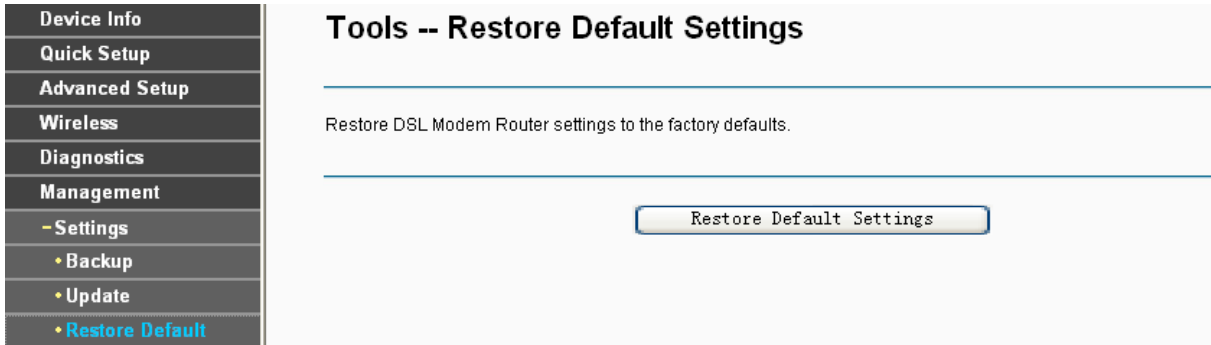 Device Info
Quick Setup
Advanced Setup
Wireless
Diagnostics
Management
-Settings
•Backup
•Update
•Restore Default
Tools -- Restore Default Settings
Restore DSL Modem Router settings to the factory defaults.
Restore Default Settings